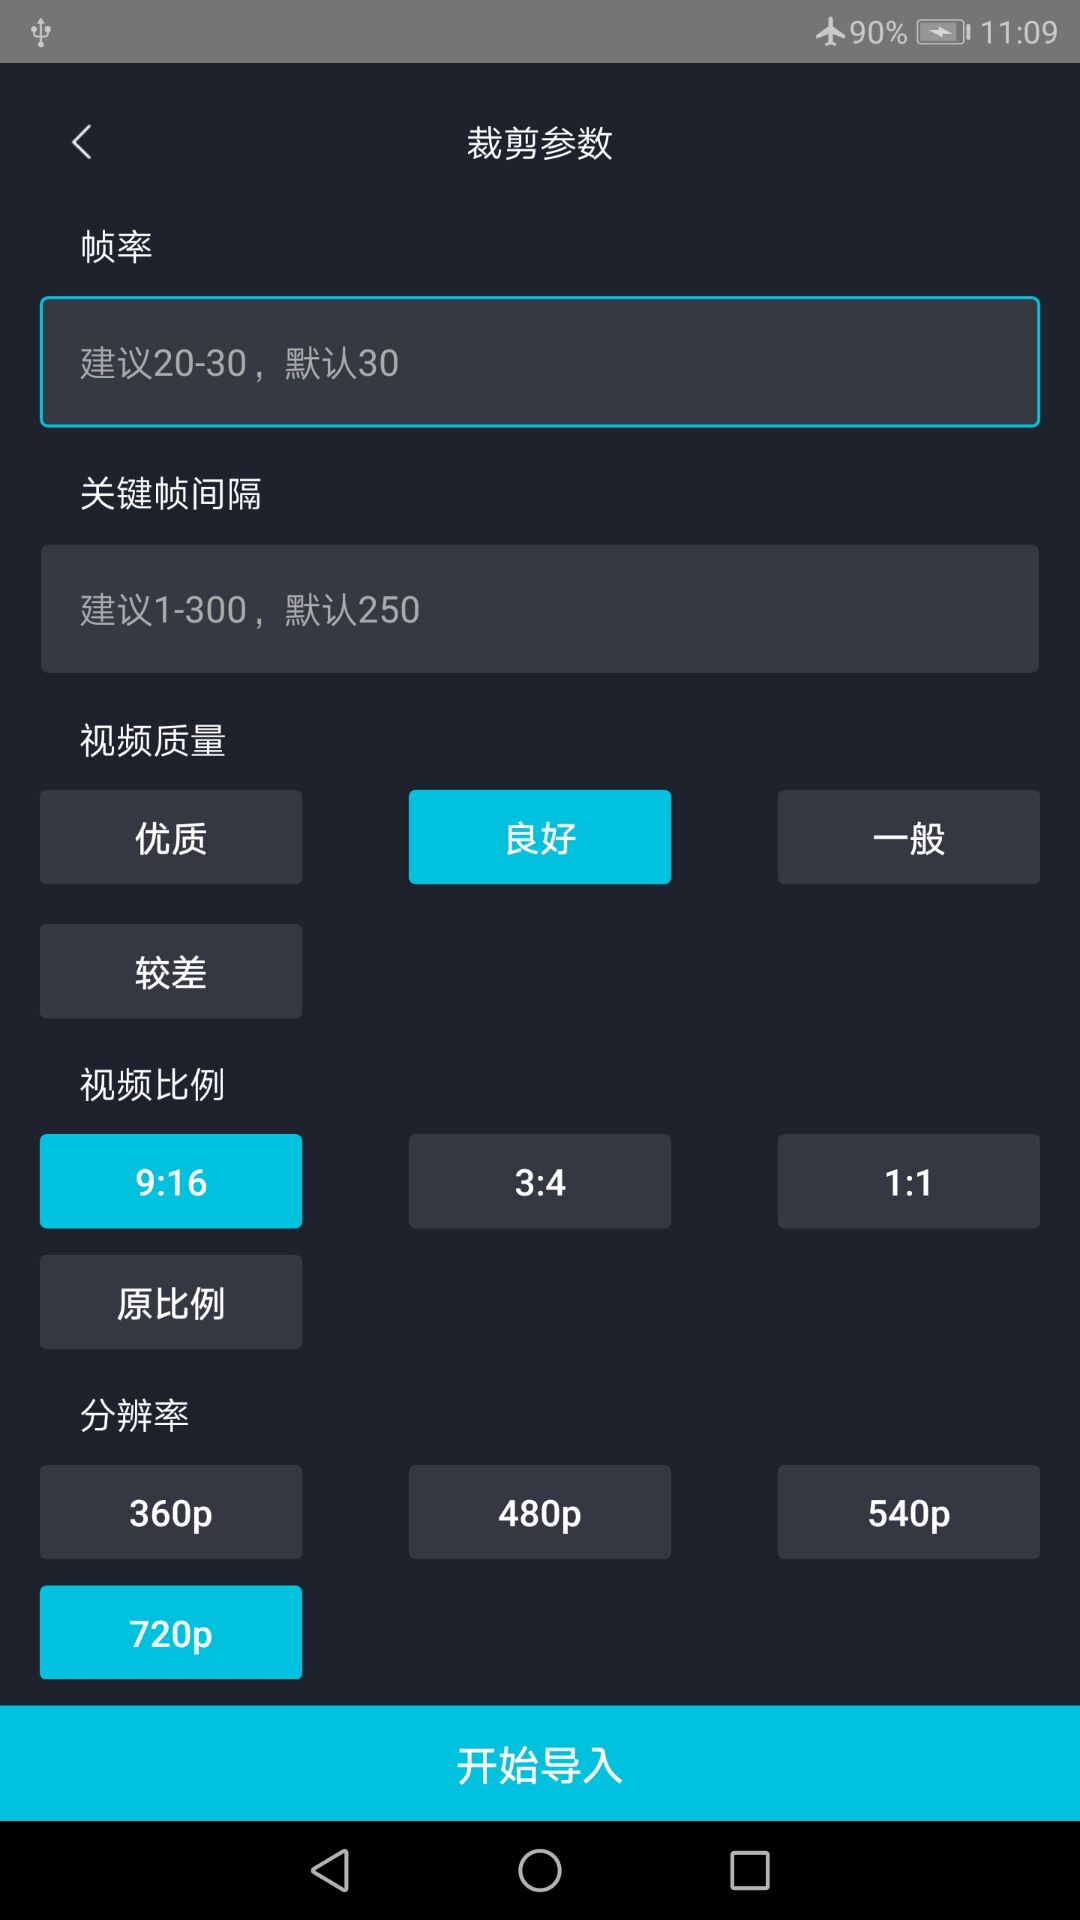 90% 11:09
裁剪参数
帧率
建议20-30，默认30
关键帧间隔
建议1-300，默认250
视频质量
优质 良好 一般
较差
视频比例
9:16 3:4 1:1
原比例
分辨率
360p 480p 540p
720p
开始导入